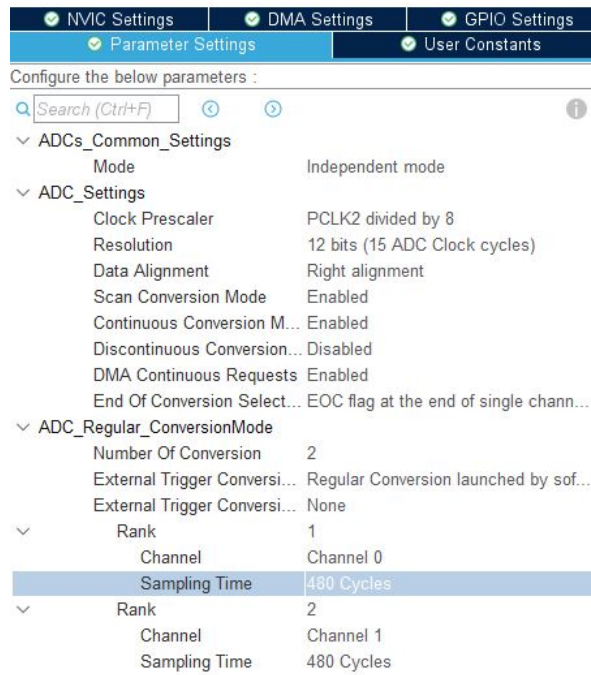 NVIC Settings DMA Settings GPIO Settings
Parameter Settings User Constants
Configure the below parameters :
Search (Ctrl+F)
ADCs_Common_Settings
Mode Independent mode
ADC_Settings
Clock Prescaler PCLK2 divided by 8
Resolution 12 bits (15 ADC Clock cycles)
Data Alignment Right alignment
Scan Conversion Mode Enabled
Continuous Conversion M... Enabled
Discontinuous Conversion... Disabled
DMA Continuous Requests Enabled
End Of Conversion Select... EOC flag at the end of single chann...
ADC_Regular_ConversionMode
Number Of Conversion 2
External Trigger Conversi... Regular Conversion launched by sof...
External Trigger Conversi... None
Rank 1
Channel Channel 0
Sampling Time 480 Cycles
Rank 2
Channel Channel 1
Sampling Time 480 Cycles